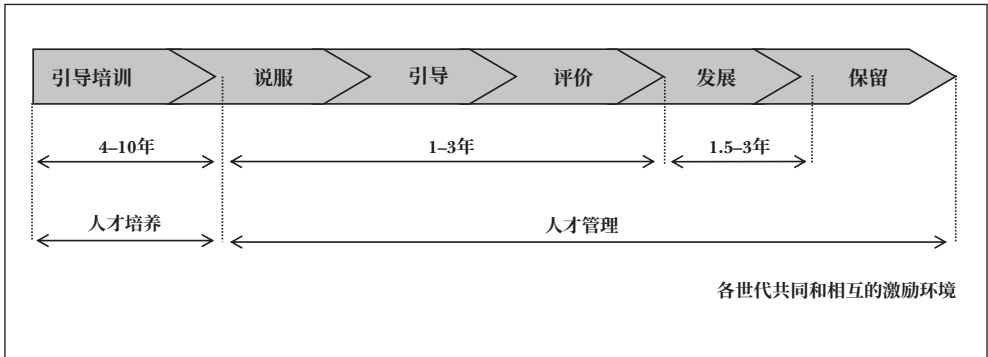 引导培训 说服 引导 评价 发展 保留
4–10年 1–3年 1.5–3年
人才培养 人才管理
各世代共同和相互的激励环境